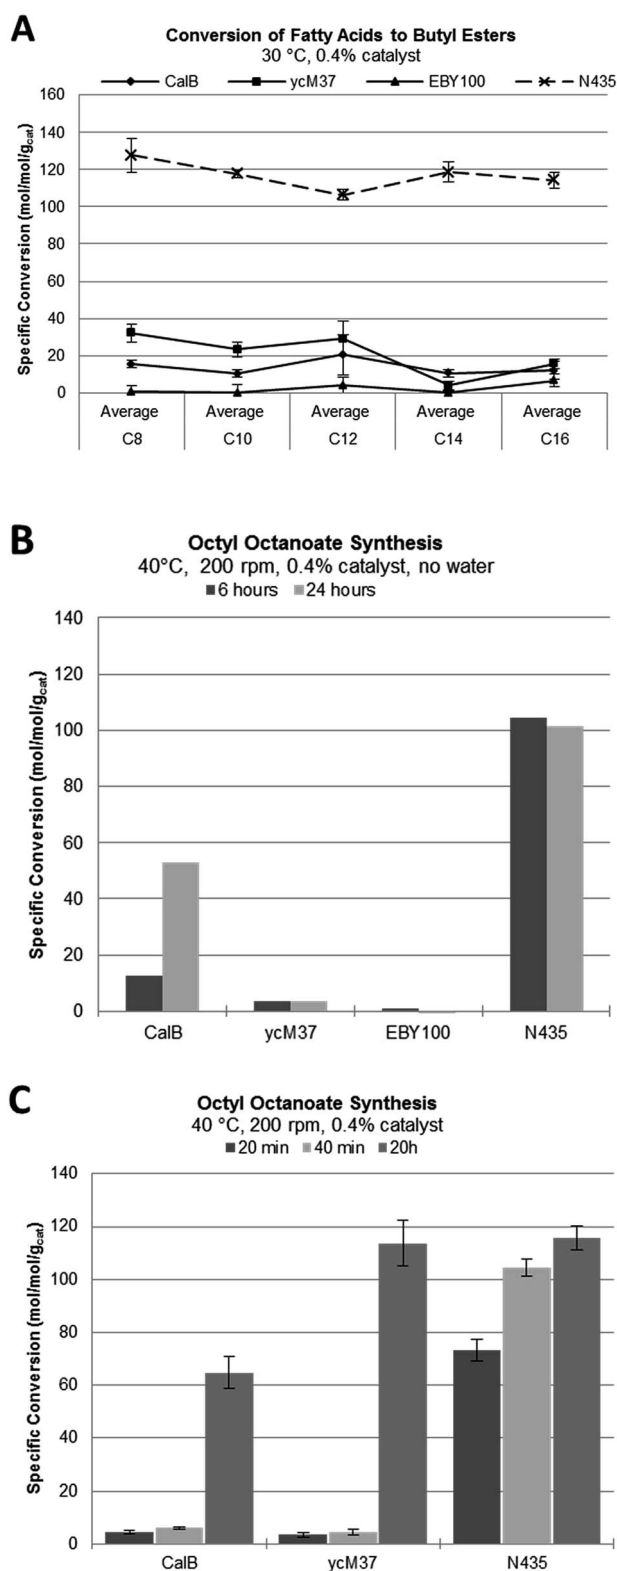 A
Conversion of Fatty Acids to Butyl Esters
30 °C, 0.4% catalyst
CalB ycM37 EBY100 N435
Specific Conversion (mol/mol/gcat)
160
140
120
100
80
60
40
20
0
Average Average Average Average Average
C8 C10 C12 C14 C16
B
Octyl Octanoate Synthesis
40°C, 200 rpm, 0.4% catalyst, no water
6 hours 24 hours
Specific Conversion (mol/mol/gcat)
140
120
100
80
60
40
20
0
CalB ycM37 EBY100 N435
C
Octyl Octanoate Synthesis
40 °C, 200 rpm, 0.4% catalyst
20 min 40 min 20h
Specific Conversion (mol/mol/gcat)
140
120
100
80
60
40
20
0
CalB ycM37 N435